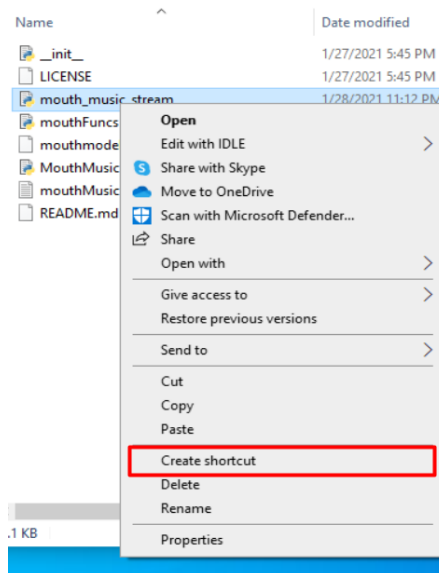 Name Date modified
__init__ 1/27/2021 5:45 PM
LICENSE 1/27/2021 5:45 PM
mouth_music_stream 1/28/2021 11:12 PM
mouthFuncs
mouthmode
MouthMusic
mouthMusic
README.md
Open
Edit with IDLE
Share with Skype
Move to OneDrive
Scan with Microsoft Defender...
Share
Open with
Give access to
Restore previous versions
Send to
Cut
Copy
Paste
Create shortcut
Delete
Rename
Properties
.1 KB